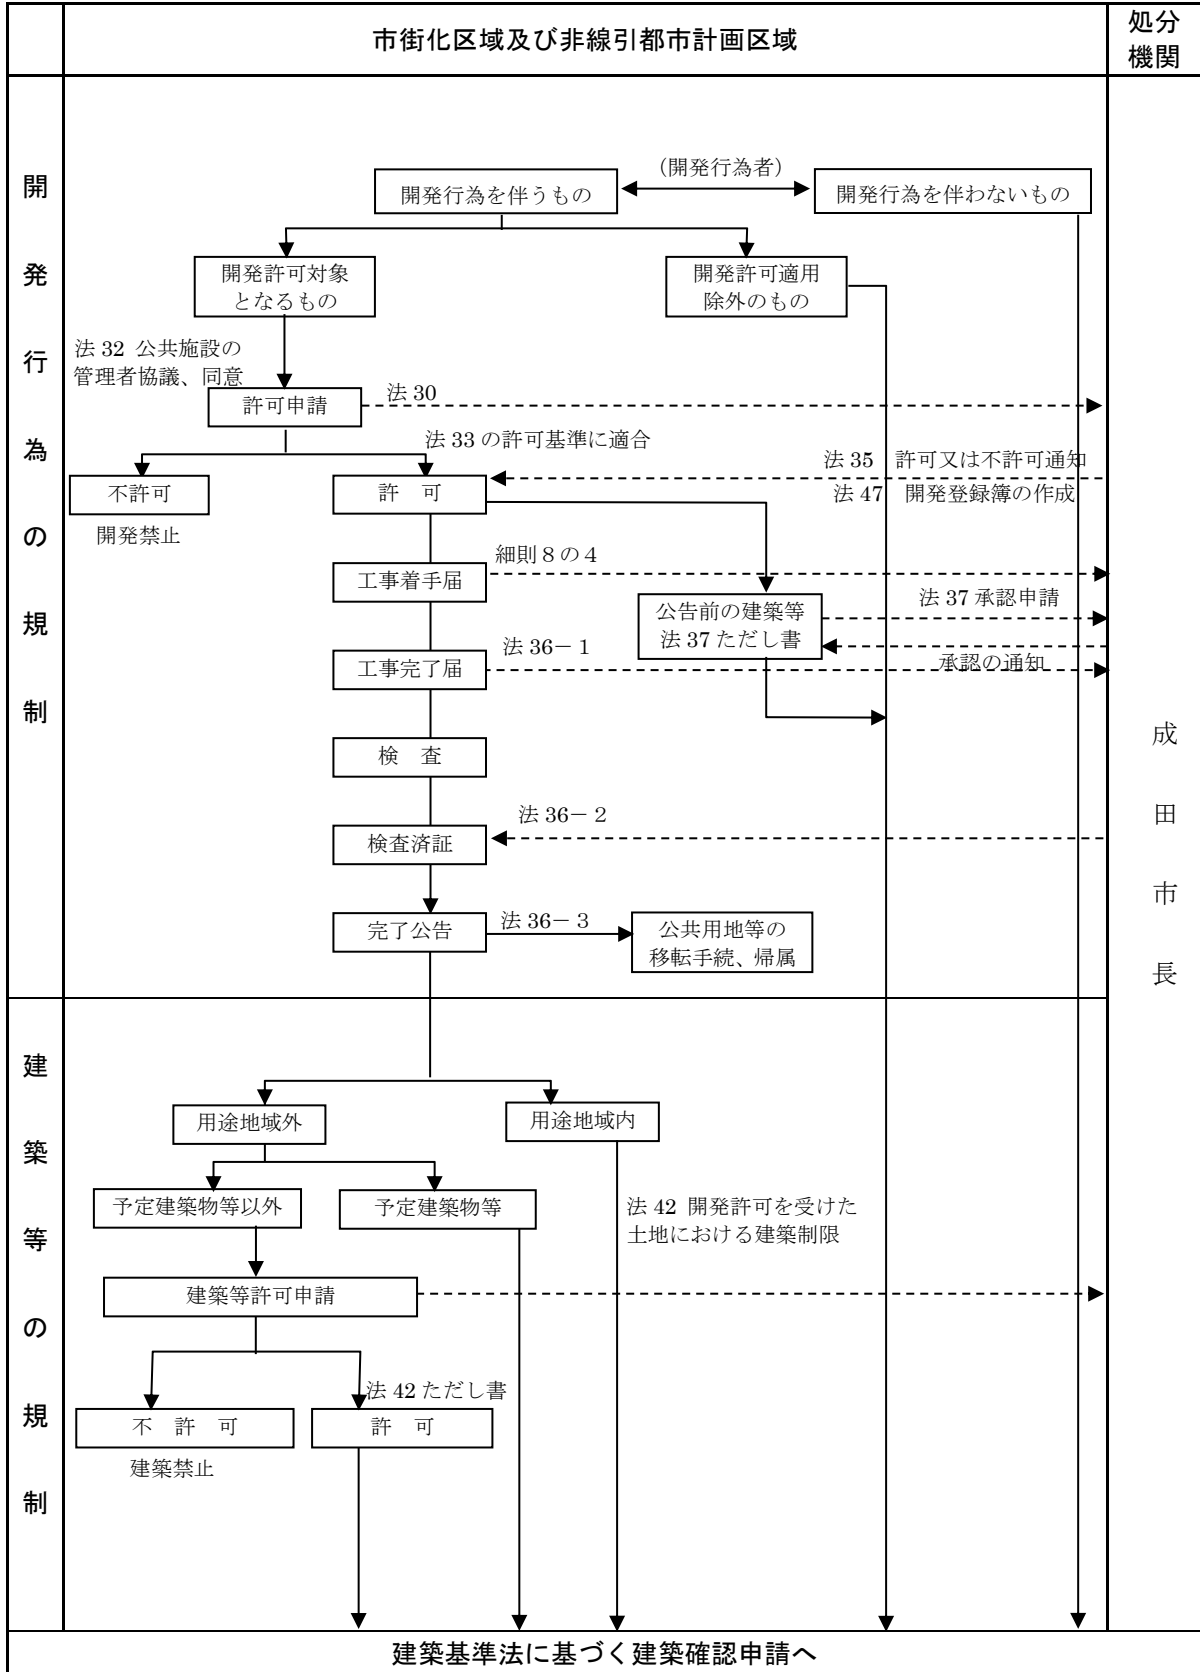 市街化区域及び非線引都市計画区域
処分
機関
開発行為の規制
(開発行為者)
開発行為を伴うもの
開発行為を伴わないもの
開発許可対象
となるもの
開発許可適用
除外のもの
法 32 公共施設の
管理者協議、同意
許可申請
法 30
法 33 の許可基準に適合
法 35 許可又は不許可通知
不許可
許 可
法 47 開発登録簿の作成
開発禁止
細則８の４
工事着手届
公告前の建築等
法 37 ただし書
法 37 承認申請
法 36－１
承認の通知
工事完了届
検 査
法 36－２
検査済証
完了公告
法 36－３
公共用地等の
移転手続、帰属
成田市長
建築等の規制
用途地域外
用途地域内
予定建築物等以外
予定建築物等
法 42 開発許可を受けた
土地における建築制限
建築等許可申請
法 42 ただし書
不 許 可
許 可
建築禁止
建築基準法に基づく建築確認申請へ